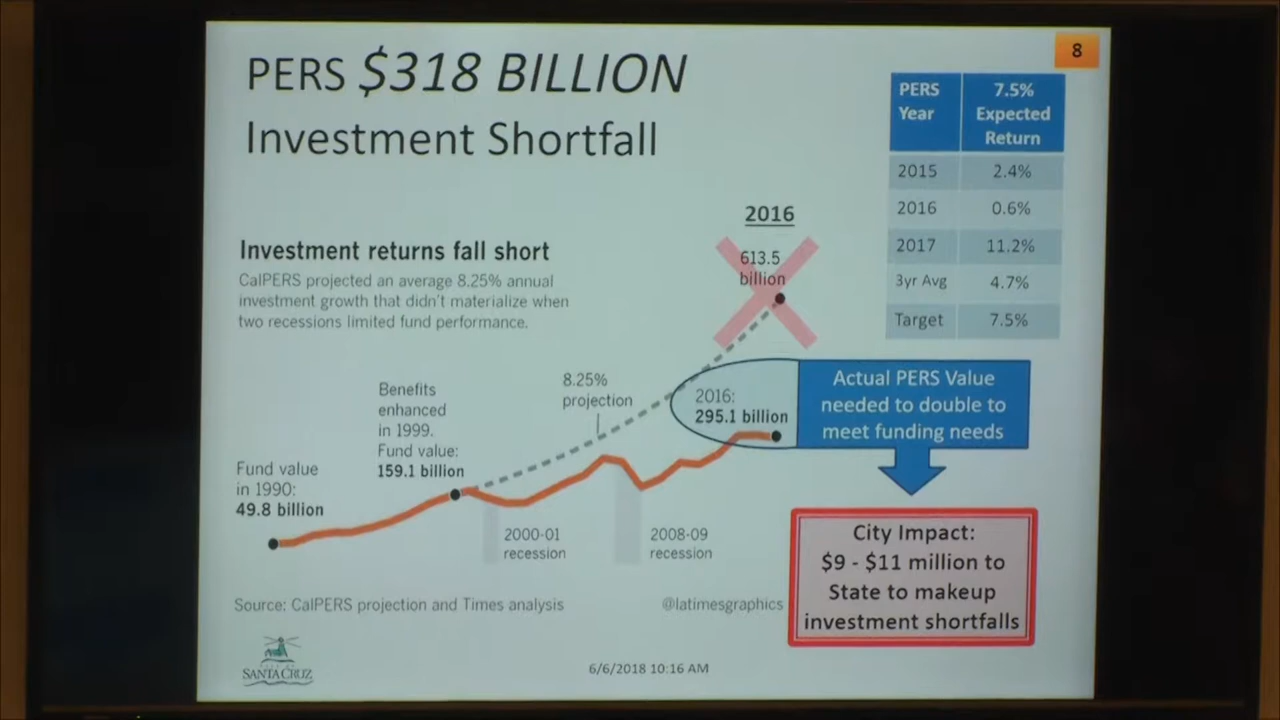 8
PERS $318 BILLION
Investment Shortfall
PERS Year 7.5% Expected Return
2015 2.4%
2016 0.6%
2017 11.2%
3yr Avg 4.7%
Target 7.5%
Investment returns fall short
CalPERS projected an average 8.25% annual
investment growth that didn't materialize when
two recessions limited fund performance.
2016
613.5
billion
8.25%
projection
Benefits
enhanced
in 1999.
Fund value:
159.1 billion
Fund value
in 1990:
49.8 billion
2016:
295.1 billion
Actual PERS Value
needed to double to
meet funding needs
2000-01
recession
2008-09
recession
City Impact:
$9 - $11 million to
State to makeup
investment shortfalls
Source: CalPERS projection and Times analysis
@latimesgraphics
SANTA CRUZ
6/6/2018 10:16 AM